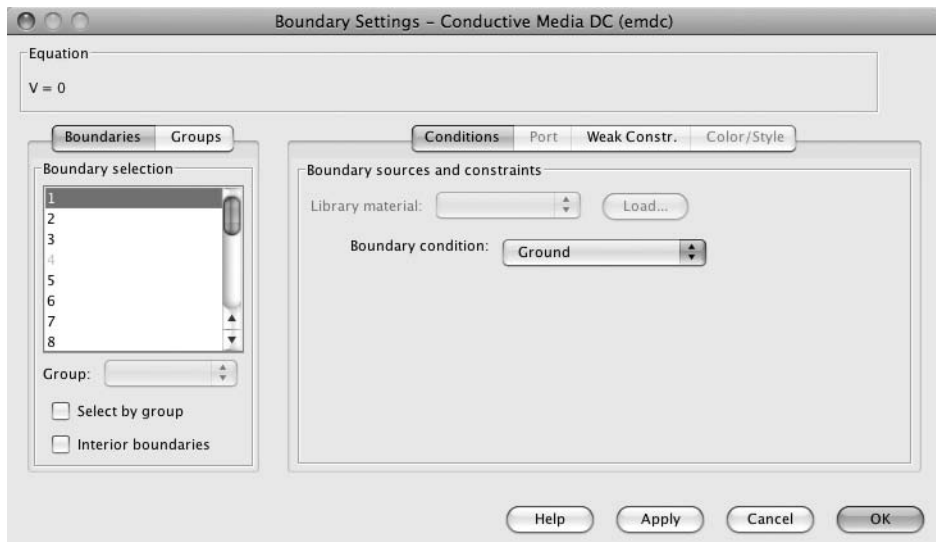 Boundary Settings – Conductive Media DC (emdc)
Equation
V = 0
Boundaries Groups
Boundary selection
1
2
3
4
5
6
7
8
Group:
Select by group
Interior boundaries
Conditions Port Weak Constr. Color/Style
Boundary sources and constraints
Library material: Load...
Boundary condition: Ground
Help Apply Cancel OK